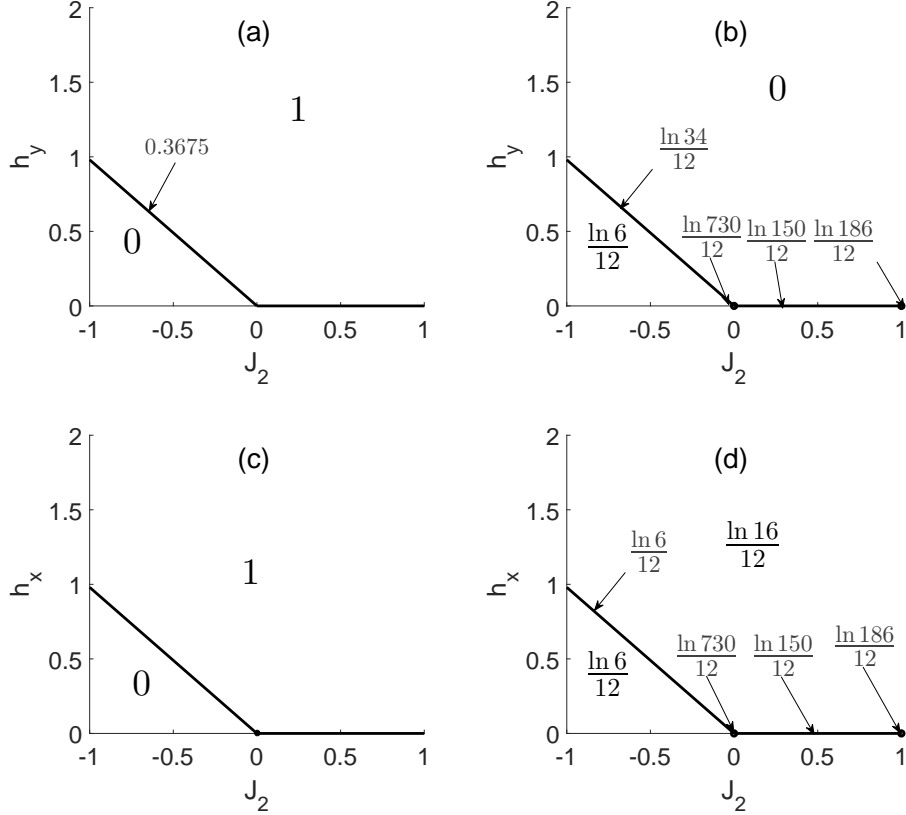 (a)
2
1.5
1
0.5
0
h_y
1
0.3675
0
-1 -0.5 0 0.5 1
J_2
(b)
2
1.5
1
0.5
0
h_y
0
ln 34/12
ln 6/12
ln 730/12
ln 150/12
ln 186/12
-1 -0.5 0 0.5 1
J_2
(c)
2
1.5
1
0.5
0
h_x
1
0
-1 -0.5 0 0.5 1
J_2
(d)
2
1.5
1
0.5
0
h_x
ln 16/12
ln 6/12
ln 6/12
ln 730/12
ln 150/12
ln 186/12
-1 -0.5 0 0.5 1
J_2